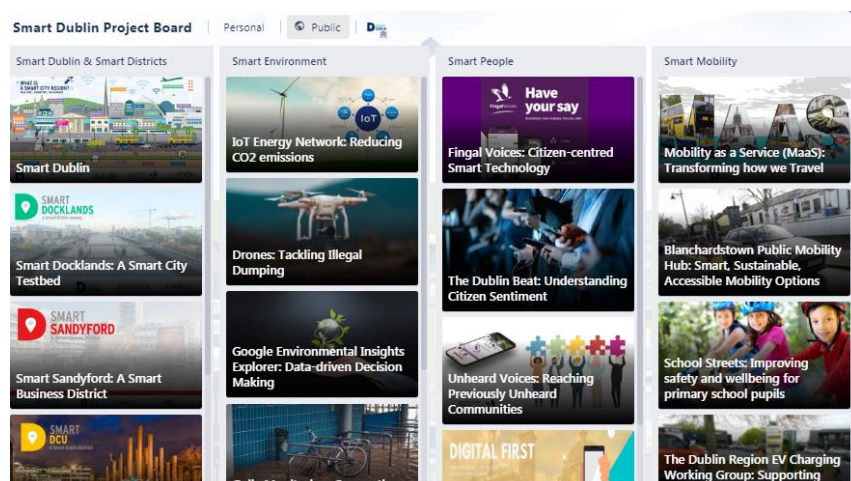 Smart Dublin Project Board
Personal
Public
Smart Dublin & Smart Districts
WHAT IS
A SMART CITY REGION?
Smart Dublin
SMART
DOCKLANDS
Smart Docklands: A Smart City
Testbed
SMART
SANDYFORD
Smart Sandyford: A Smart
Business District
SMART
DCU
Smart Environment
IoT
IoT Energy Network: Reducing
CO2 emissions
Drones: Tackling Illegal
Dumping
Google Environmental Insights
Explorer: Data-driven Decision
Making
Smart People
FingalVoices
Have
your say
Fingal Voices: Citizen-centred
Smart Technology
The Dublin Beat: Understanding
Citizen Sentiment
Unheard Voices: Reaching
Previously Unheard
Communities
DIGITAL FIRST
Smart Mobility
MAAS
Mobility as a Service (MaaS):
Transforming how we Travel
Blanchardstown Public Mobility
Hub: Smart, Sustainable,
Accessible Mobility Options
School Streets: Improving
safety and wellbeing for
primary school pupils
The Dublin Region EV Charging
Working Group: Supporting